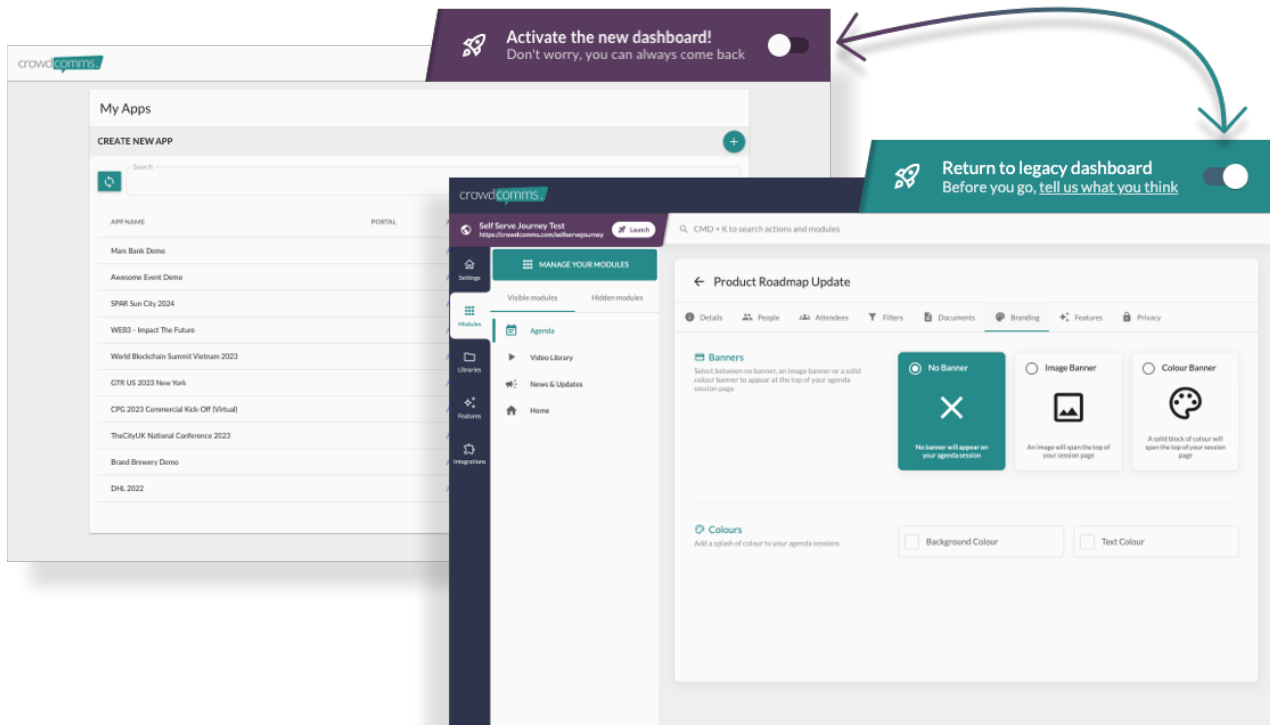 Activate the new dashboard!
Don't worry, you can always come back
crowdcomms.
My Apps
CREATE NEW APP
Search
APP NAME
PORTAL
Mars Bank Demo
Awesome Event Demo
SPAR Sun City 2024
WEB3 - Impact The Future
World Blockchain Summit Vietnam 2023
GTR US 2023 New York
CPG 2023 Commercial Kick-Off (Virtual)
TheCityUK National Conference 2023
Brand Brewery Demo
DHL 2022
Return to legacy dashboard
Before you go, tell us what you think
crowdcomms.
Self Serve Journey Test
https://crowdcomms.com/selfservejourney
Launch
CMD + K to search actions and modules
Settings
Modules
Libraries
Features
Integrations
MANAGE YOUR MODULES
Visible modules
Hidden modules
Agenda
Video Library
News & Updates
Home
Product Roadmap Update
Details
People
Attendees
Filters
Documents
Branding
Features
Privacy
Banners
Select between no banner, an image banner or a solid
colour banner to appear at the top of your agenda
session page
No Banner
No banner will appear on
your agenda session
Image Banner
An image will span the top of
your session page
Colour Banner
A solid block of colour will
span the top of your session
page
Colours
Add a splash of colour to your agenda sessions
Background Colour
Text Colour